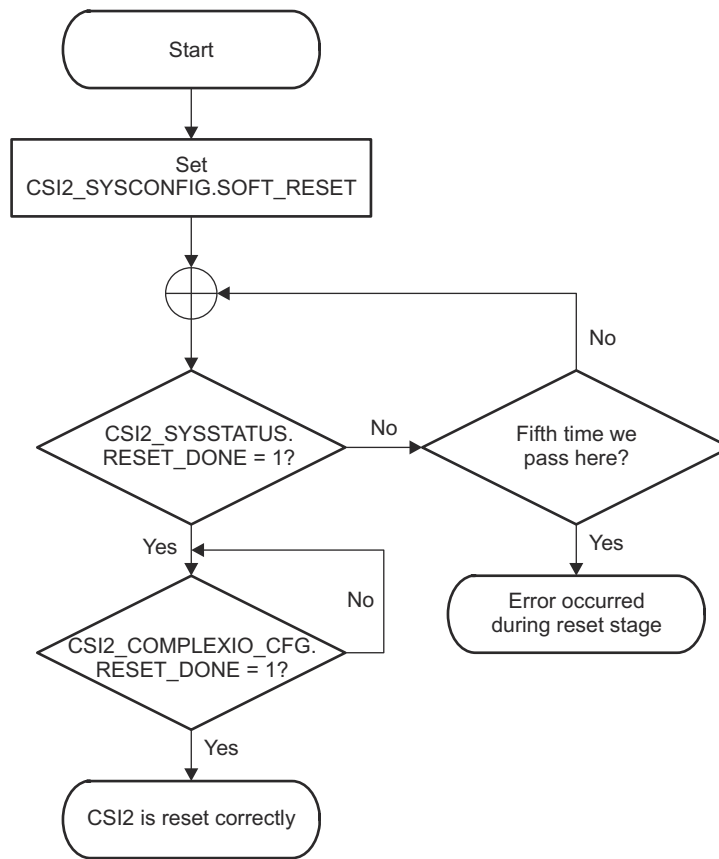 Start
Set
CSI2_SYSCONFIG.SOFT_RESET
No
CSI2_SYSSTATUS.
RESET_DONE = 1?
No
Fifth time we
pass here?
Yes
Yes
No
Error occurred
during reset stage
CSI2_COMPLEXIO_CFG.
RESET_DONE = 1?
Yes
CSI2 is reset correctly